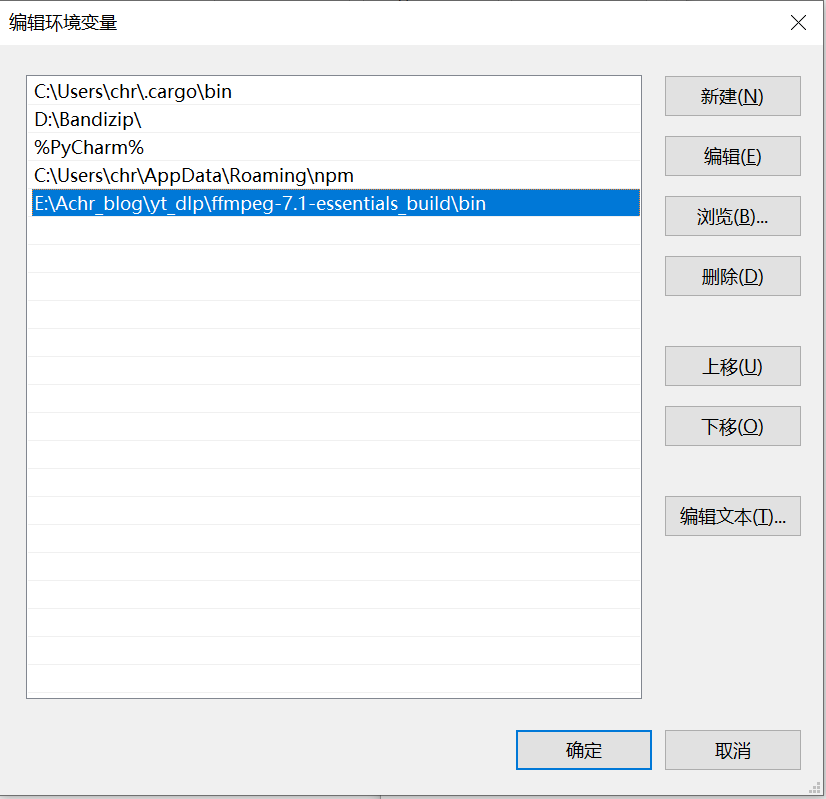 编辑环境变量
C:\Users\chr\.cargo\bin
D:\Bandizip\
%PyCharm%
C:\Users\chr\AppData\Roaming\npm
E:\Achr_blog\yt_dlp\ffmpeg-7.1-essentials_build\bin
新建(N)
编辑(E)
浏览(B)...
删除(D)
上移(U)
下移(O)
编辑文本(T)...
确定
取消